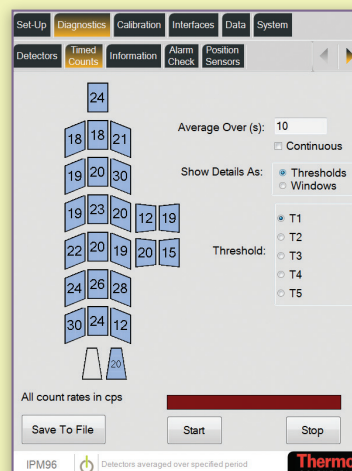 Set-Up Diagnostics Calibration Interfaces Data System
Detectors Timed Counts Information Alarm Check Position Sensors
24
18 18 21
19 20 30
19 23 20 12 19
22 20 19 20 15
24 26 28
30 24 12
20
Average Over (s): 10
Continuous
Show Details As: Thresholds
Windows
Threshold:
T1
T2
T3
T4
T5
All count rates in cps
Save To File Start Stop
IPM96 Detectors averaged over specified period Thermo